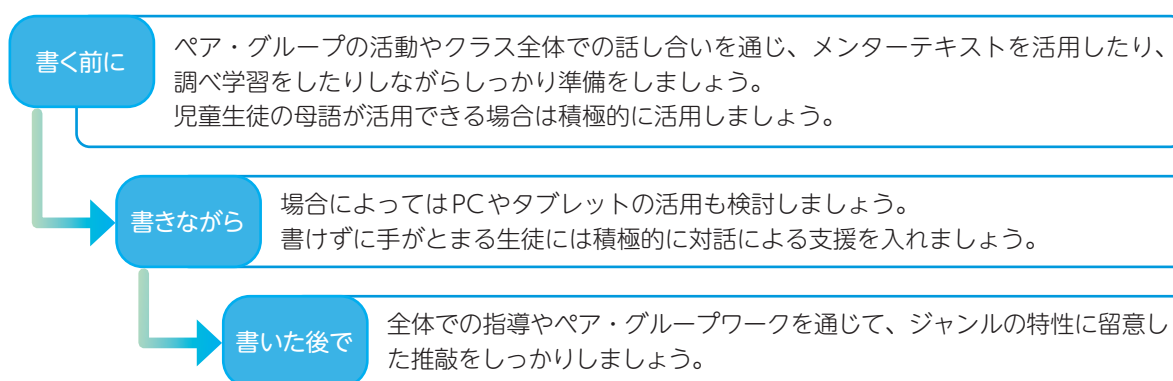 書く前に
ペア・グループの活動やクラス全体での話し合いを通じ、メンターテキストを活用したり、
調べ学習をしたりしながらしっかり準備をしましょう。
児童生徒の母語が活用できる場合は積極的に活用しましょう。
書きながら
場合によってはPCやタブレットの活用も検討しましょう。
書けずに手がとまる生徒には積極的に対話による支援を入れましょう。
書いた後で
全体での指導やペア・グループワークを通じて、ジャンルの特性に留意し
た推敲をしっかりしましょう。